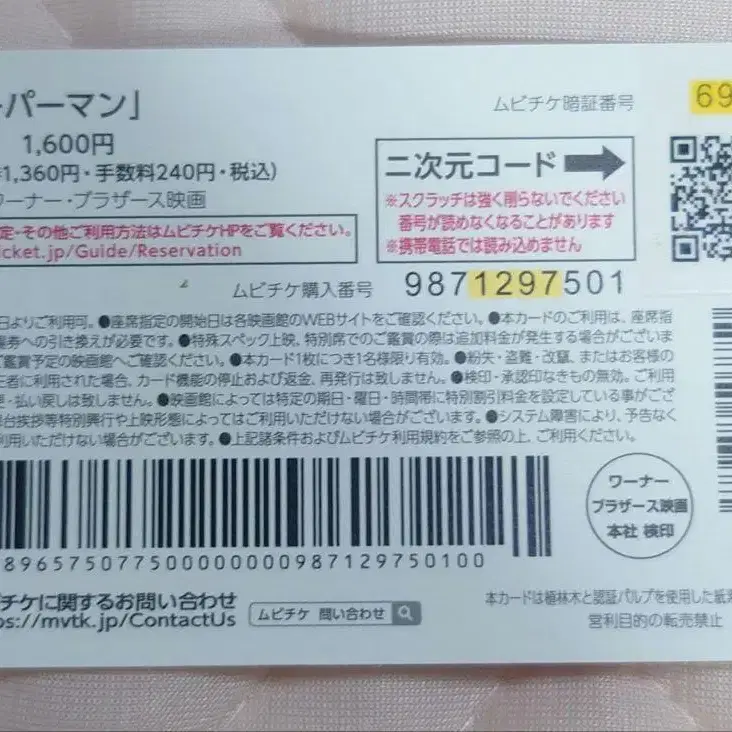 ーパーマン」
1,600円
1,360円・手数料240円・税込)
ワーナー・ブラザース映画
定・その他ご利用方法はムビチケHPをご覧ください。
icket.jp/Guide/Reservation
ムビチケ暗証番号
69
二次元コード
※スクラッチは強く削らないでください
番号が読めなくなることがあります
※携帯電話では読み込めません
ムビチケ購入番号 9871297501
日よりご利用可。●座席指定の開始日は各映画館のWEBサイトをご確認ください。●本カードのご利用は、座席指
券への引き換えが必要です。●特殊スペック上映、特別席でのご鑑賞の際は追加料金が発生する場合がございま
ご鑑賞予定の映画館へご確認ください。●本カード1枚につき1名様限り有効。●紛失・盗難・改竄、またはお客様の
三者に利用された場合、カード機能の停止および返金、再発行は致しません。●検印・承認印なきもの無効。ご利用
・払い戻しは致しません。●映画館によっては特定の期日・曜日・時間帯に特別割引料金を設定している事がござ
台挨拶等特別興行や上映形態によってはご利用いただけない場合がございます。●システム障害により、予告なく
利用いただけない場合がございます。●上記諸条件およびムビチケ利用規約をご参照の上、ご利用ください。
896575077500000000987129750100
ワーナー
ブラザース映画
本社 検印
チケに関するお問い合わせ
ps://mvtk.jp/ContactUs
ムビチケ 問い合わせ
本カードは植林木と認証パルプを使用した紙
営利目的の転売禁止